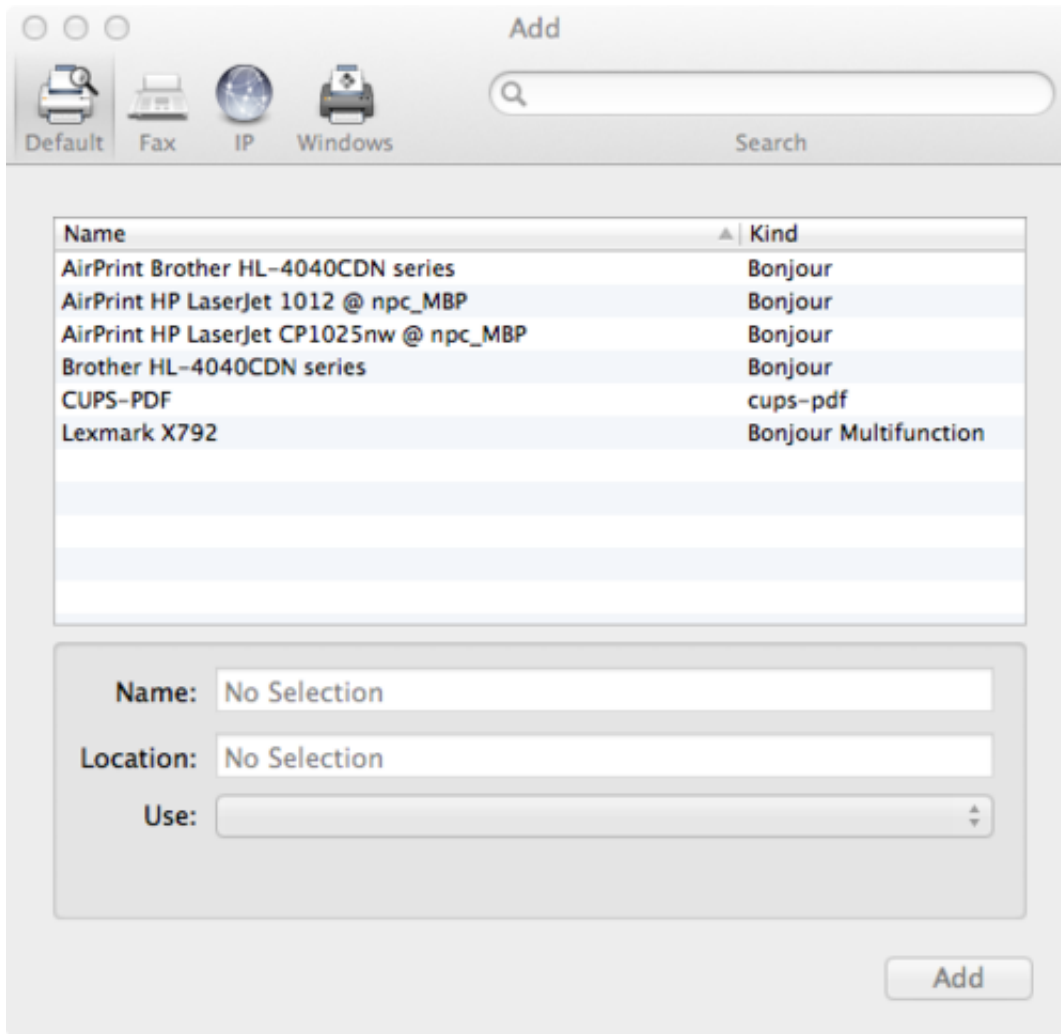 Add
Default Fax IP Windows Search
Name Kind
AirPrint Brother HL-4040CDN series Bonjour
AirPrint HP LaserJet 1012 @ npc_MBP Bonjour
AirPrint HP LaserJet CP1025nw @ npc_MBP Bonjour
Brother HL-4040CDN series Bonjour
CUPS-PDF cups-pdf
Lexmark X792 Bonjour Multifunction
Name: No Selection
Location: No Selection
Use:
Add